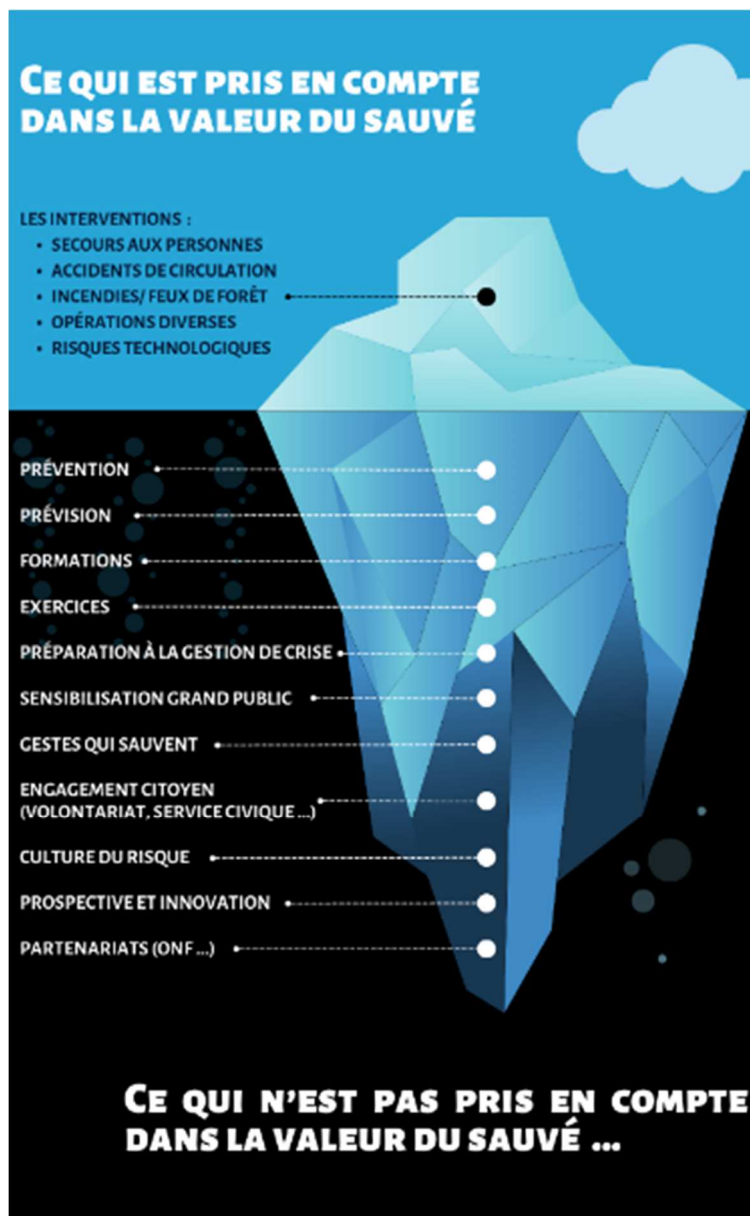 CE QUI EST PRIS EN COMPTE
DANS LA VALEUR DU SAUVÉ
LES INTERVENTIONS :
• SECOURS AUX PERSONNES
• ACCIDENTS DE CIRCULATION
• INCENDIES/ FEUX DE FORÊT
• OPÉRATIONS DIVERSES
• RISQUES TECHNOLOGIQUES
PRÉVENTION
PRÉVISION
FORMATIONS
EXERCICES
PRÉPARATION À LA GESTION DE CRISE
SENSIBILISATION GRAND PUBLIC
GESTES QUI SAUVENT
ENGAGEMENT CITOYEN
(VOLONTARIAT, SERVICE CIVIQUE ...)
CULTURE DU RISQUE
PROSPECTIVE ET INNOVATION
PARTENARIATS (ONF ...)
CE QUI N'EST PAS PRIS EN COMPTE
DANS LA VALEUR DU SAUVÉ ...